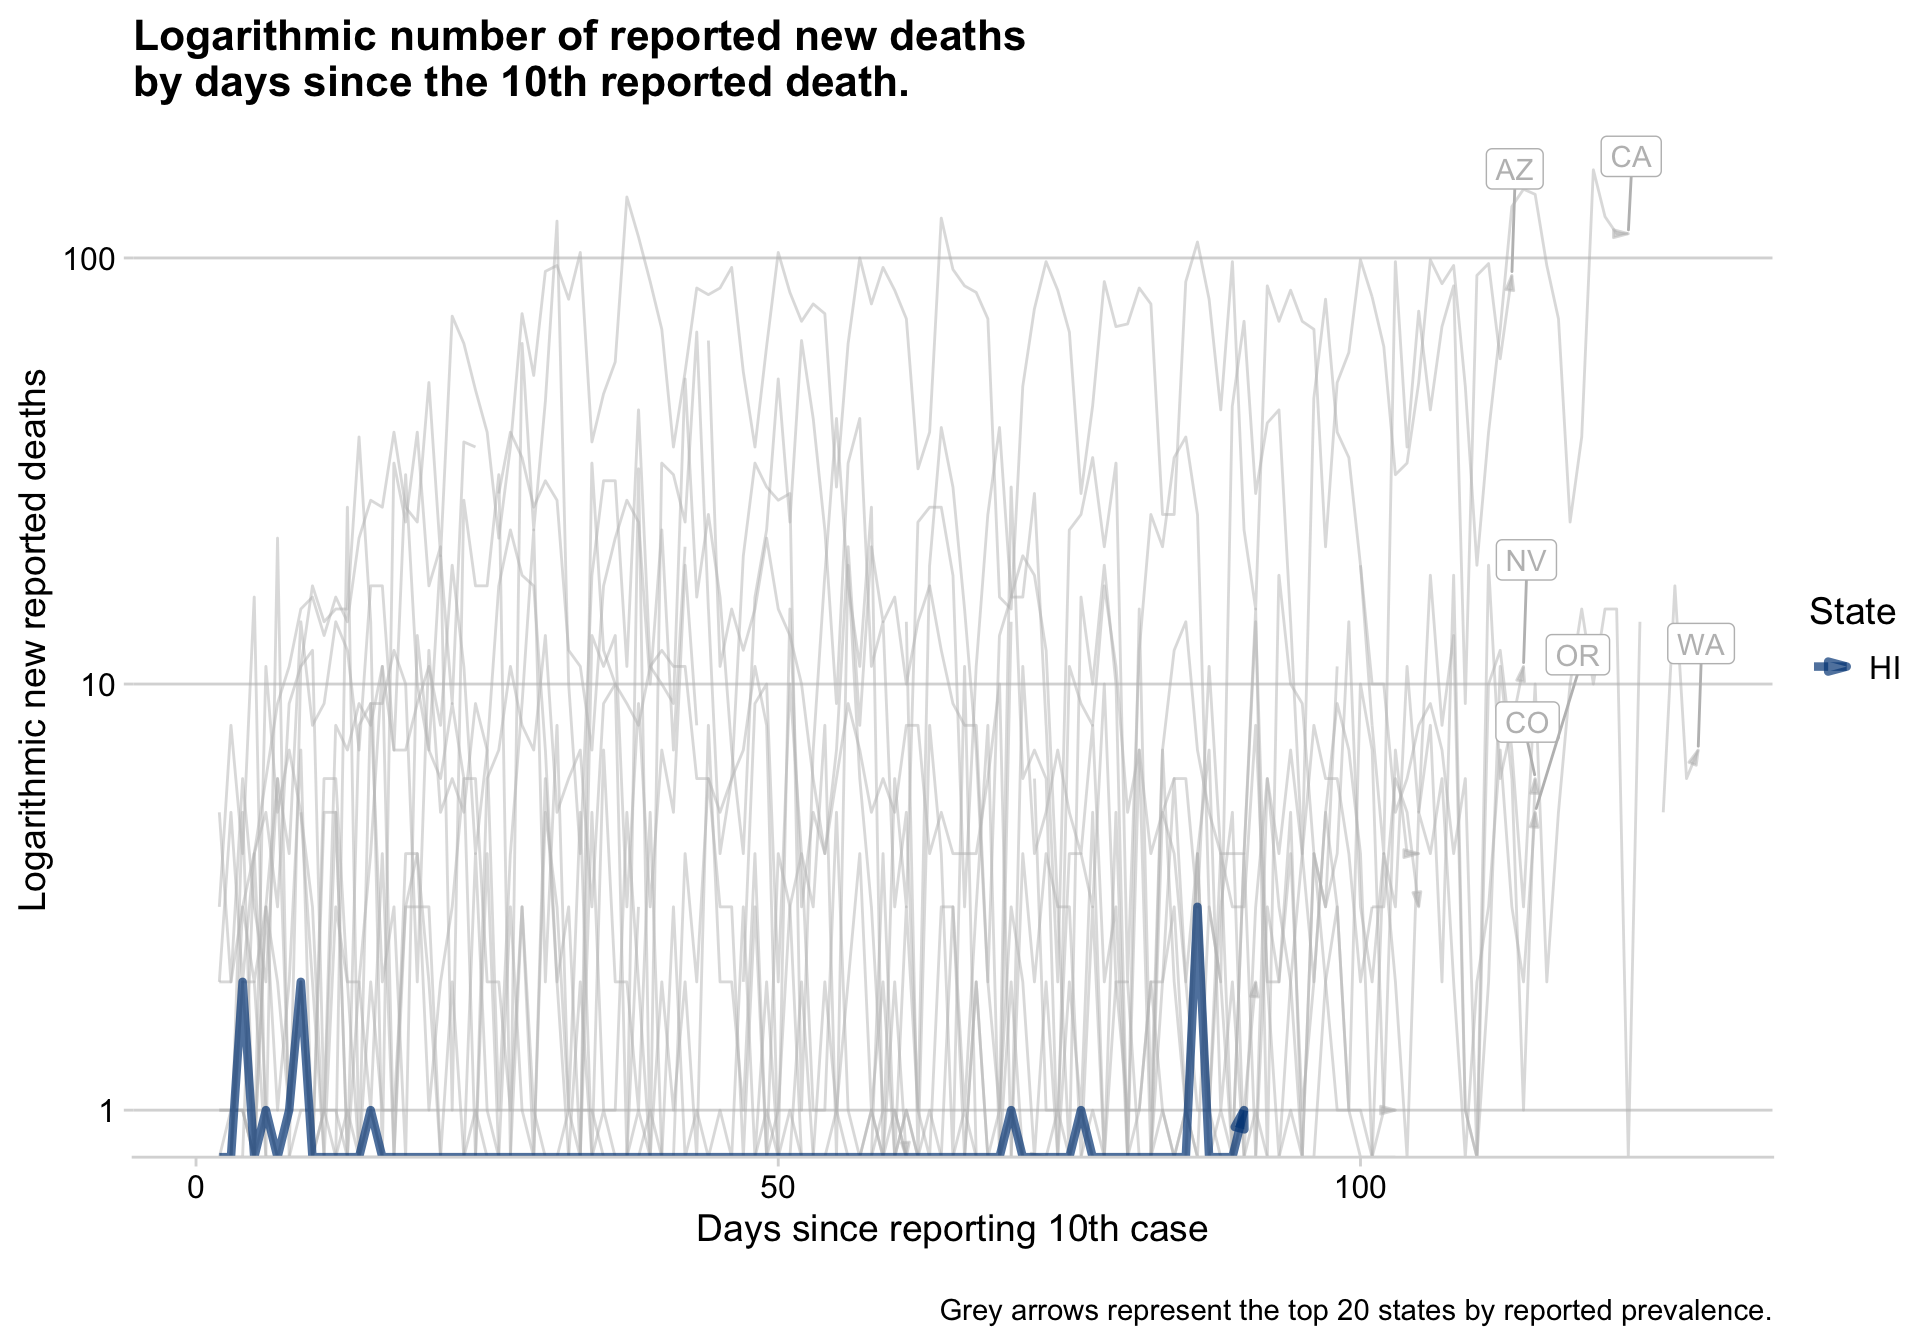 Logarithmic number of reported new deaths
by days since the 10th reported death.
Logarithmic new reported deaths
100
10
1
AZ
CA
NV
OR
WA
CO
State
HI
0
50
100
Days since reporting 10th case
Grey arrows represent the top 20 states by reported prevalence.